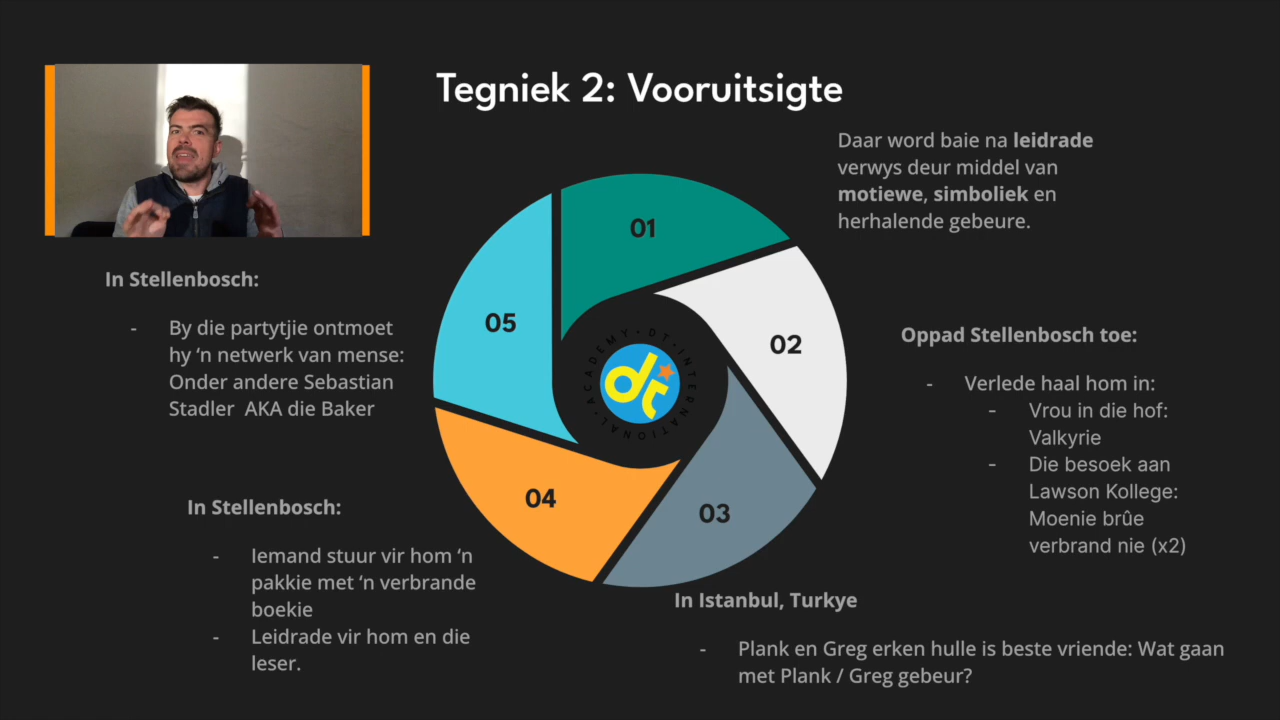 Tegniek 2: Vooruitsigte
Daar word baie na leidrade
verwys deur middel van
motiewe, simboliek en
herhalende gebeure.
01
02
03
04
05
Oppad Stellenbosch toe:
- Verlede haal hom in:
- Vrou in die hof:
Valkyrie
- Die besoek aan
Lawson Kollege:
Moenie brûe
verbrand nie (x2)
In Istanbul, Turkye
- Plank en Greg erken hulle is beste vriende: Wat gaan
met Plank / Greg gebeur?
In Stellenbosch:
- Iemand stuur vir hom ‘n
pakkie met ‘n verbrande
boekie
- Leidrade vir hom en die
leser.
In Stellenbosch:
- By die partytjie ontmoet
hy ‘n netwerk van mense:
Onder andere Sebastian
Stadler AKA die Baker
dt
DT · INTERNATIONAL · ACADEMY ·